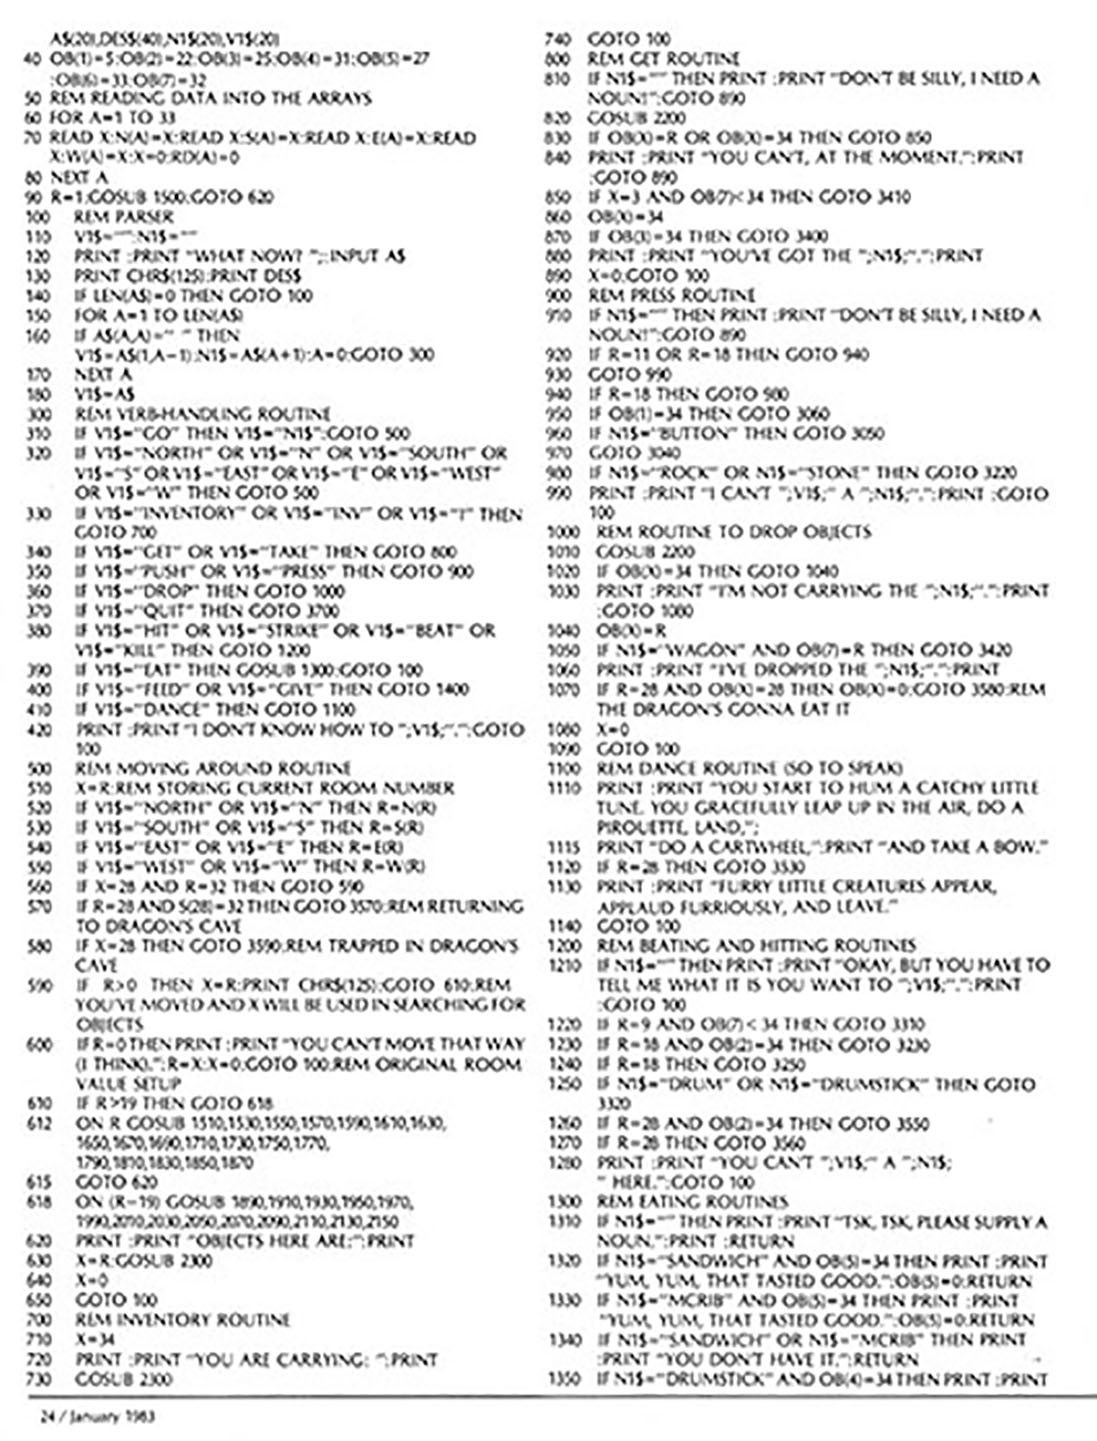 A$(20),DES$(40),N1$(20),V1$(20)
40 OB(1)=5:OB(2)=22:OB(3)=25:OB(4)=31:OB(5)=27
:OB(6)=33:OB(7)=32
50 REM READING DATA INTO THE ARRAYS
60 FOR A=1 TO 33
70 READ X:N(A)=X:READ X:S(A)=X:READ X:E(A)=X:READ
X:W(A)=X:X=0:RD(A)=0
80 NEXT A
90 R=1:GOSUB 1500:GOTO 620
100 REM PARSER
110 V1$="":N1$=""
120 PRINT :PRINT "WHAT NOW? ";:INPUT A$
130 PRINT CHR$(125):PRINT DES$
140 IF LEN(A$)=0 THEN GOTO 100
150 FOR A=1 TO LEN(A$)
160 IF A$(A,A)=" " THEN
V1$=A$(1,A-1):N1$=A$(A+1):A=0:GOTO 300
170 NEXT A
180 V1$=A$
300 REM VERB-HANDLING ROUTINE
310 IF V1$="GO" THEN V1$="N1$":GOTO 500
320 IF V1$="NORTH" OR V1$="N" OR V1$="SOUTH" OR
V1$="S" OR V1$="EAST" OR V1$="E" OR V1$="WEST"
OR V1$="W" THEN GOTO 500
330 IF V1$="INVENTORY" OR V1$="INV" OR V1$="I" THEN
GOTO 700
340 IF V1$="GET" OR V1$="TAKE" THEN GOTO 800
350 IF V1$="PUSH" OR V1$="PRESS" THEN GOTO 900
360 IF V1$="DROP" THEN GOTO 1000
370 IF V1$="QUIT" THEN GOTO 3700
380 IF V1$="HIT" OR V1$="STRIKE" OR V1$="BEAT" OR
V1$="KILL" THEN GOTO 1200
390 IF V1$="EAT" THEN GOSUB 1300:GOTO 100
400 IF V1$="FEED" OR V1$="GIVE" THEN GOTO 1400
410 IF V1$="DANCE" THEN GOTO 1100
420 PRINT :PRINT "I DON'T KNOW HOW TO ";V1$;".":GOTO
100
500 REM MOVING AROUND ROUTINE
510 X=R:REM STORING CURRENT ROOM NUMBER
520 IF V1$="NORTH" OR V1$="N" THEN R=N(R)
530 IF V1$="SOUTH" OR V1$="S" THEN R=S(R)
540 IF V1$="EAST" OR V1$="E" THEN R=E(R)
550 IF V1$="WEST" OR V1$="W" THEN R=W(R)
560 IF X=28 AND R=32 THEN GOTO 590
570 IF R=28 AND S(28)=32 THEN GOTO 3570:REM RETURNING
TO DRAGON'S CAVE
580 IF X=28 THEN GOTO 3590:REM TRAPPED IN DRAGON'S
CAVE
590 IF R>0 THEN X=R:PRINT CHR$(125):GOTO 610:REM
YOU'VE MOVED AND X WILL BE USED IN SEARCHING FOR
OBJECTS
600 IF R=0 THEN PRINT :PRINT "YOU CAN'T MOVE THAT WAY
(I THINK).":R=X:X=0:GOTO 100:REM ORIGINAL ROOM
VALUE SETUP
610 IF R>19 THEN GOTO 618
612 ON R GOSUB 1510,1530,1550,1570,1590,1610,1630,
1650,1670,1690,1710,1730,1750,1770,
1790,1810,1830,1850,1870
615 GOTO 620
618 ON (R-19) GOSUB 1890,1910,1930,1950,1970,
1990,2010,2030,2050,2070,2090,2110,2130,2150
620 PRINT :PRINT "OBJECTS HERE ARE:":PRINT
630 X=R:GOSUB 2300
640 X=0
650 GOTO 100
700 REM INVENTORY ROUTINE
710 X=34
720 PRINT :PRINT "YOU ARE CARRYING: ":PRINT
730 GOSUB 2300
740 GOTO 100
800 REM GET ROUTINE
810 IF N1$="" THEN PRINT :PRINT "DON'T BE SILLY, I NEED A
NOUN!":GOTO 890
820 GOSUB 2200
830 IF OB(X)=R OR OB(X)=34 THEN GOTO 850
840 PRINT :PRINT "YOU CAN'T, AT THE MOMENT.":PRINT
:GOTO 890
850 IF X=3 AND OB(7)<34 THEN GOTO 3410
860 OB(X)=34
870 IF OB(3)=34 THEN GOTO 3400
880 PRINT :PRINT "YOU'VE GOT THE ";N1$;".":PRINT
890 X=0:GOTO 100
900 REM PRESS ROUTINE
910 IF N1$="" THEN PRINT :PRINT "DON'T BE SILLY, I NEED A
NOUN!":GOTO 890
920 IF R=11 OR R=18 THEN GOTO 940
930 GOTO 990
940 IF R=18 THEN GOTO 980
950 IF OB(1)=34 THEN GOTO 3060
960 IF N1$="BUTTON" THEN GOTO 3050
970 GOTO 3040
980 IF N1$="ROCK" OR N1$="STONE" THEN GOTO 3220
990 PRINT :PRINT "I CAN'T ";V1$;" A ";N1$;".":PRINT :GOTO
100
1000 REM ROUTINE TO DROP OBJECTS
1010 GOSUB 2200
1020 IF OB(X)=34 THEN GOTO 1040
1030 PRINT :PRINT "I'M NOT CARRYING THE ";N1$;".":PRINT
:GOTO 1080
1040 OB(X)=R
1050 IF N1$="WAGON" AND OB(7)=R THEN GOTO 3420
1060 PRINT :PRINT "I'VE DROPPED THE ";N1$;".":PRINT
1070 IF R=28 AND OB(X)=28 THEN OB(X)=0:GOTO 3580:REM
THE DRAGON'S GONNA EAT IT
1080 X=0
1090 GOTO 100
1100 REM DANCE ROUTINE (SO TO SPEAK)
1110 PRINT :PRINT "YOU START TO HUM A CATCHY LITTLE
TUNE. YOU GRACEFULLY LEAP UP IN THE AIR, DO A
PIROUETTE, LAND,";
1115 PRINT "DO A CARTWHEEL,":PRINT "AND TAKE A BOW."
1120 IF R=28 THEN GOTO 3530
1130 PRINT :PRINT "FURRY LITTLE CREATURES APPEAR,
APPLAUD FURRIOUSLY, AND LEAVE."
1140 GOTO 100
1200 REM BEATING AND HITTING ROUTINES
1210 IF N1$="" THEN PRINT :PRINT "OKAY, BUT YOU HAVE TO
TELL ME WHAT IT IS YOU WANT TO ";V1$;".":PRINT
:GOTO 100
1220 IF R=9 AND OB(7)<34 THEN GOTO 3310
1230 IF R=18 AND OB(2)=34 THEN GOTO 3230
1240 IF R=18 THEN GOTO 3250
1250 IF N1$="DRUM" OR N1$="DRUMSTICK" THEN GOTO
3320
1260 IF R=28 AND OB(2)=34 THEN GOTO 3550
1270 IF R=28 THEN GOTO 3560
1280 PRINT :PRINT "YOU CAN'T ";V1$;" A ";N1$;
" HERE.":GOTO 100
1300 REM EATING ROUTINES
1310 IF N1$="" THEN PRINT :PRINT "TSK, TSK, PLEASE SUPPLY A
NOUN.":PRINT :RETURN
1320 IF N1$="SANDWICH" AND OB(5)=34 THEN PRINT :PRINT
"YUM, YUM, THAT TASTED GOOD.":OB(5)=0:RETURN
1330 IF N1$="MCRIB" AND OB(5)=34 THEN PRINT :PRINT
"YUM, YUM, THAT TASTED GOOD.":OB(5)=0:RETURN
1340 IF N1$="SANDWICH" OR N1$="MCRIB" THEN PRINT
:PRINT "YOU DON'T HAVE IT.":RETURN
1350 IF N1$="DRUMSTICK" AND OB(4)=34 THEN PRINT :PRINT
24 / January 1983